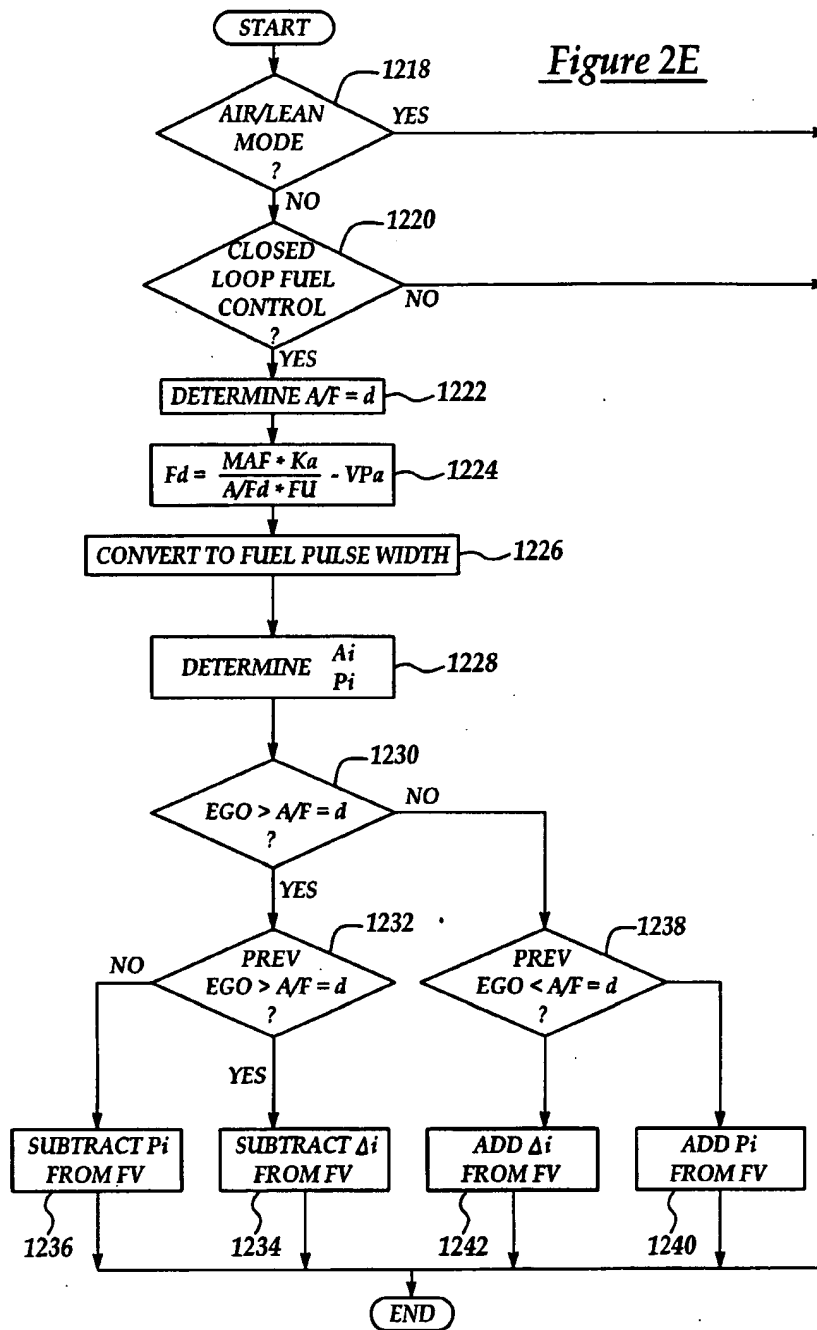 START
Figure 2E
1218
AIR/LEAN
MODE
?
YES
NO
1220
CLOSED
LOOP FUEL
CONTROL
?
NO
YES
DETERMINE A/F = d
1222
Fd = MAF * Ka / A/Fd * FU - VPa
1224
CONVERT TO FUEL PULSE WIDTH
1226
DETERMINE Ai
Pi
1228
1230
EGO > A/F = d
?
NO
YES
1232
PREV
EGO > A/F = d
?
NO
YES
1238
PREV
EGO < A/F = d
?
SUBTRACT Pi
FROM FV
SUBTRACT Δi
FROM FV
ADD Δi
FROM FV
ADD Pi
FROM FV
1236
1234
1242
1240
END